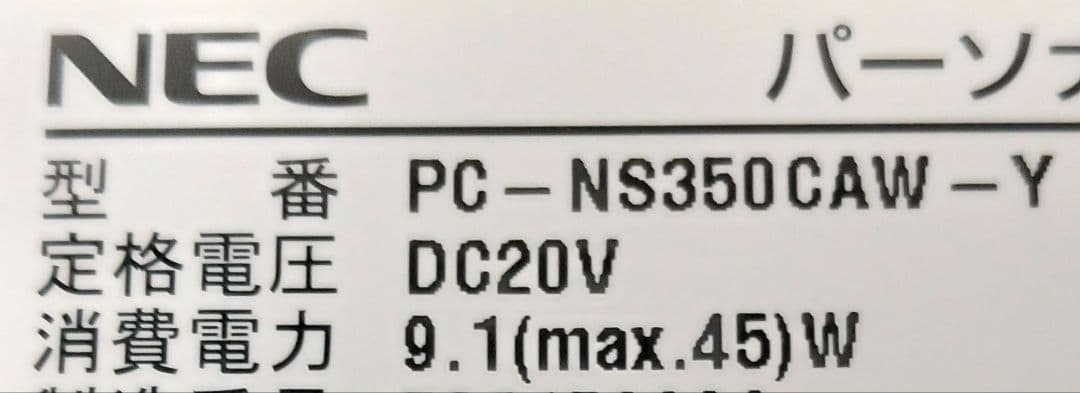 NEC パーソナ
型番 PC-NS350CAW-Y
定格電圧 DC20V
消費電力 9.1(max.45)W